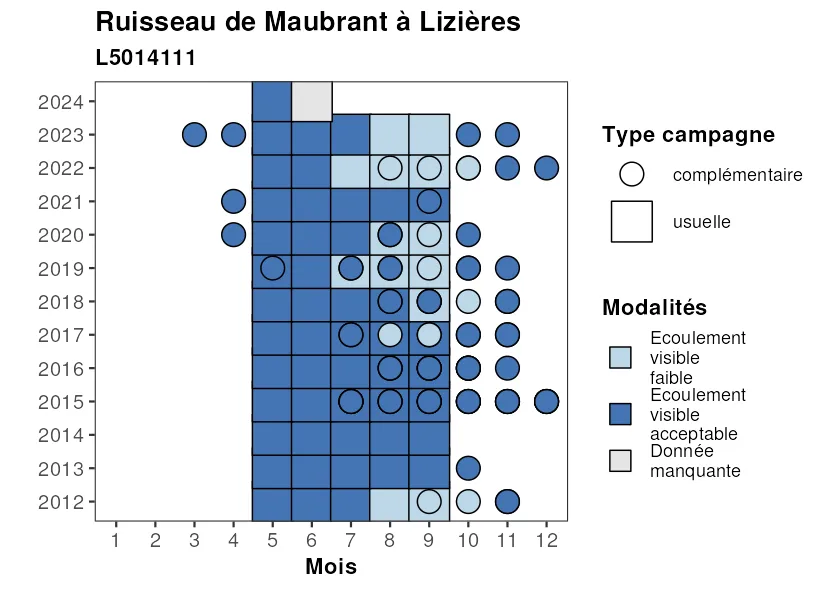 Ruisseau de Maubrant à Lizières
L5014111
2024
2023
2022
2021
2020
2019
2018
2017
2016
2015
2014
2013
2012
1 2 3 4 5 6 7 8 9 10 11 12
Mois
Type campagne
complémentaire
usuelle
Modalités
Ecoulement
visible
faible
Ecoulement
visible
acceptable
Donnée
manquante